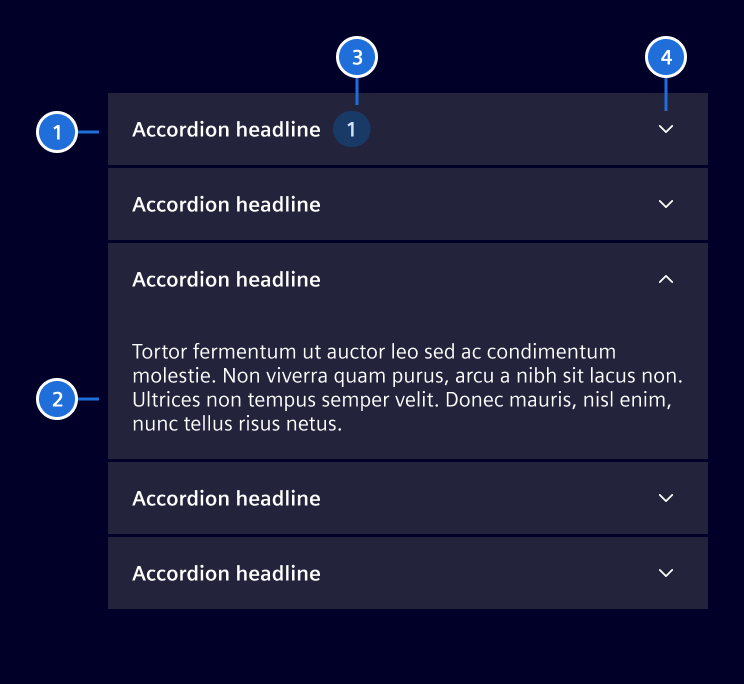 3
4
1
Accordion headline 1
Accordion headline
Accordion headline
Tortor fermentum ut auctor leo sed ac condimentum
molestie. Non viverra quam purus, arcu a nibh sit lacus non.
2
Ultrices non tempus semper velit. Donec mauris, nisl enim,
nunc tellus risus netus.
Accordion headline
Accordion headline